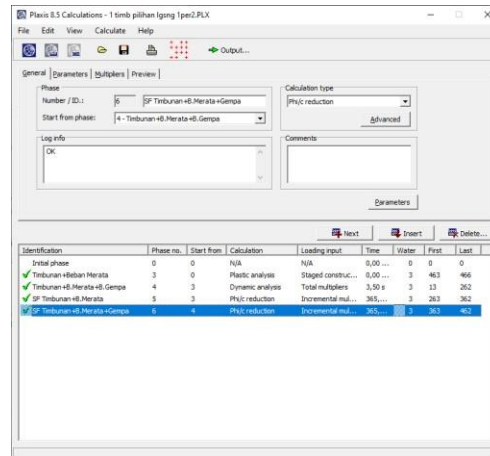 Plaxis 8.5 Calculations - 1 timb pilihan lgsng 1per2.PLX
File Edit View Calculate Help
Output...
General Parameters Multipliers Preview
Phase
Number / ID.: 6 SF Timbunan+B.Merata+Gempa
Start from phase: 4 - Timbunan+B.Merata+B.Gempa
Calculation type
Phi/c reduction
Advanced
Log info
OK
Comments
Parameters
Next Insert Delete...
Identification Phase no. Start from Calculation Loading input Time Water First Last
Initial phase 0 0 N/A N/A 0,00 ... 0 0 0
Timbunan+Beban Merata 3 0 Plastic analysis Staged construc... 0,00 ... 3 463 466
Timbunan+B.Merata+B.Gempa 4 3 Dynamic analysis Total multipliers 3,50 s 3 13 262
SF Timbunan+B.Merata 5 3 Phi/c reduction Incremental mul... 365,... 3 263 362
SF Timbunan+B.Merata+Gempa 6 4 Phi/c reduction Incremental mul... 365,... 3 363 462